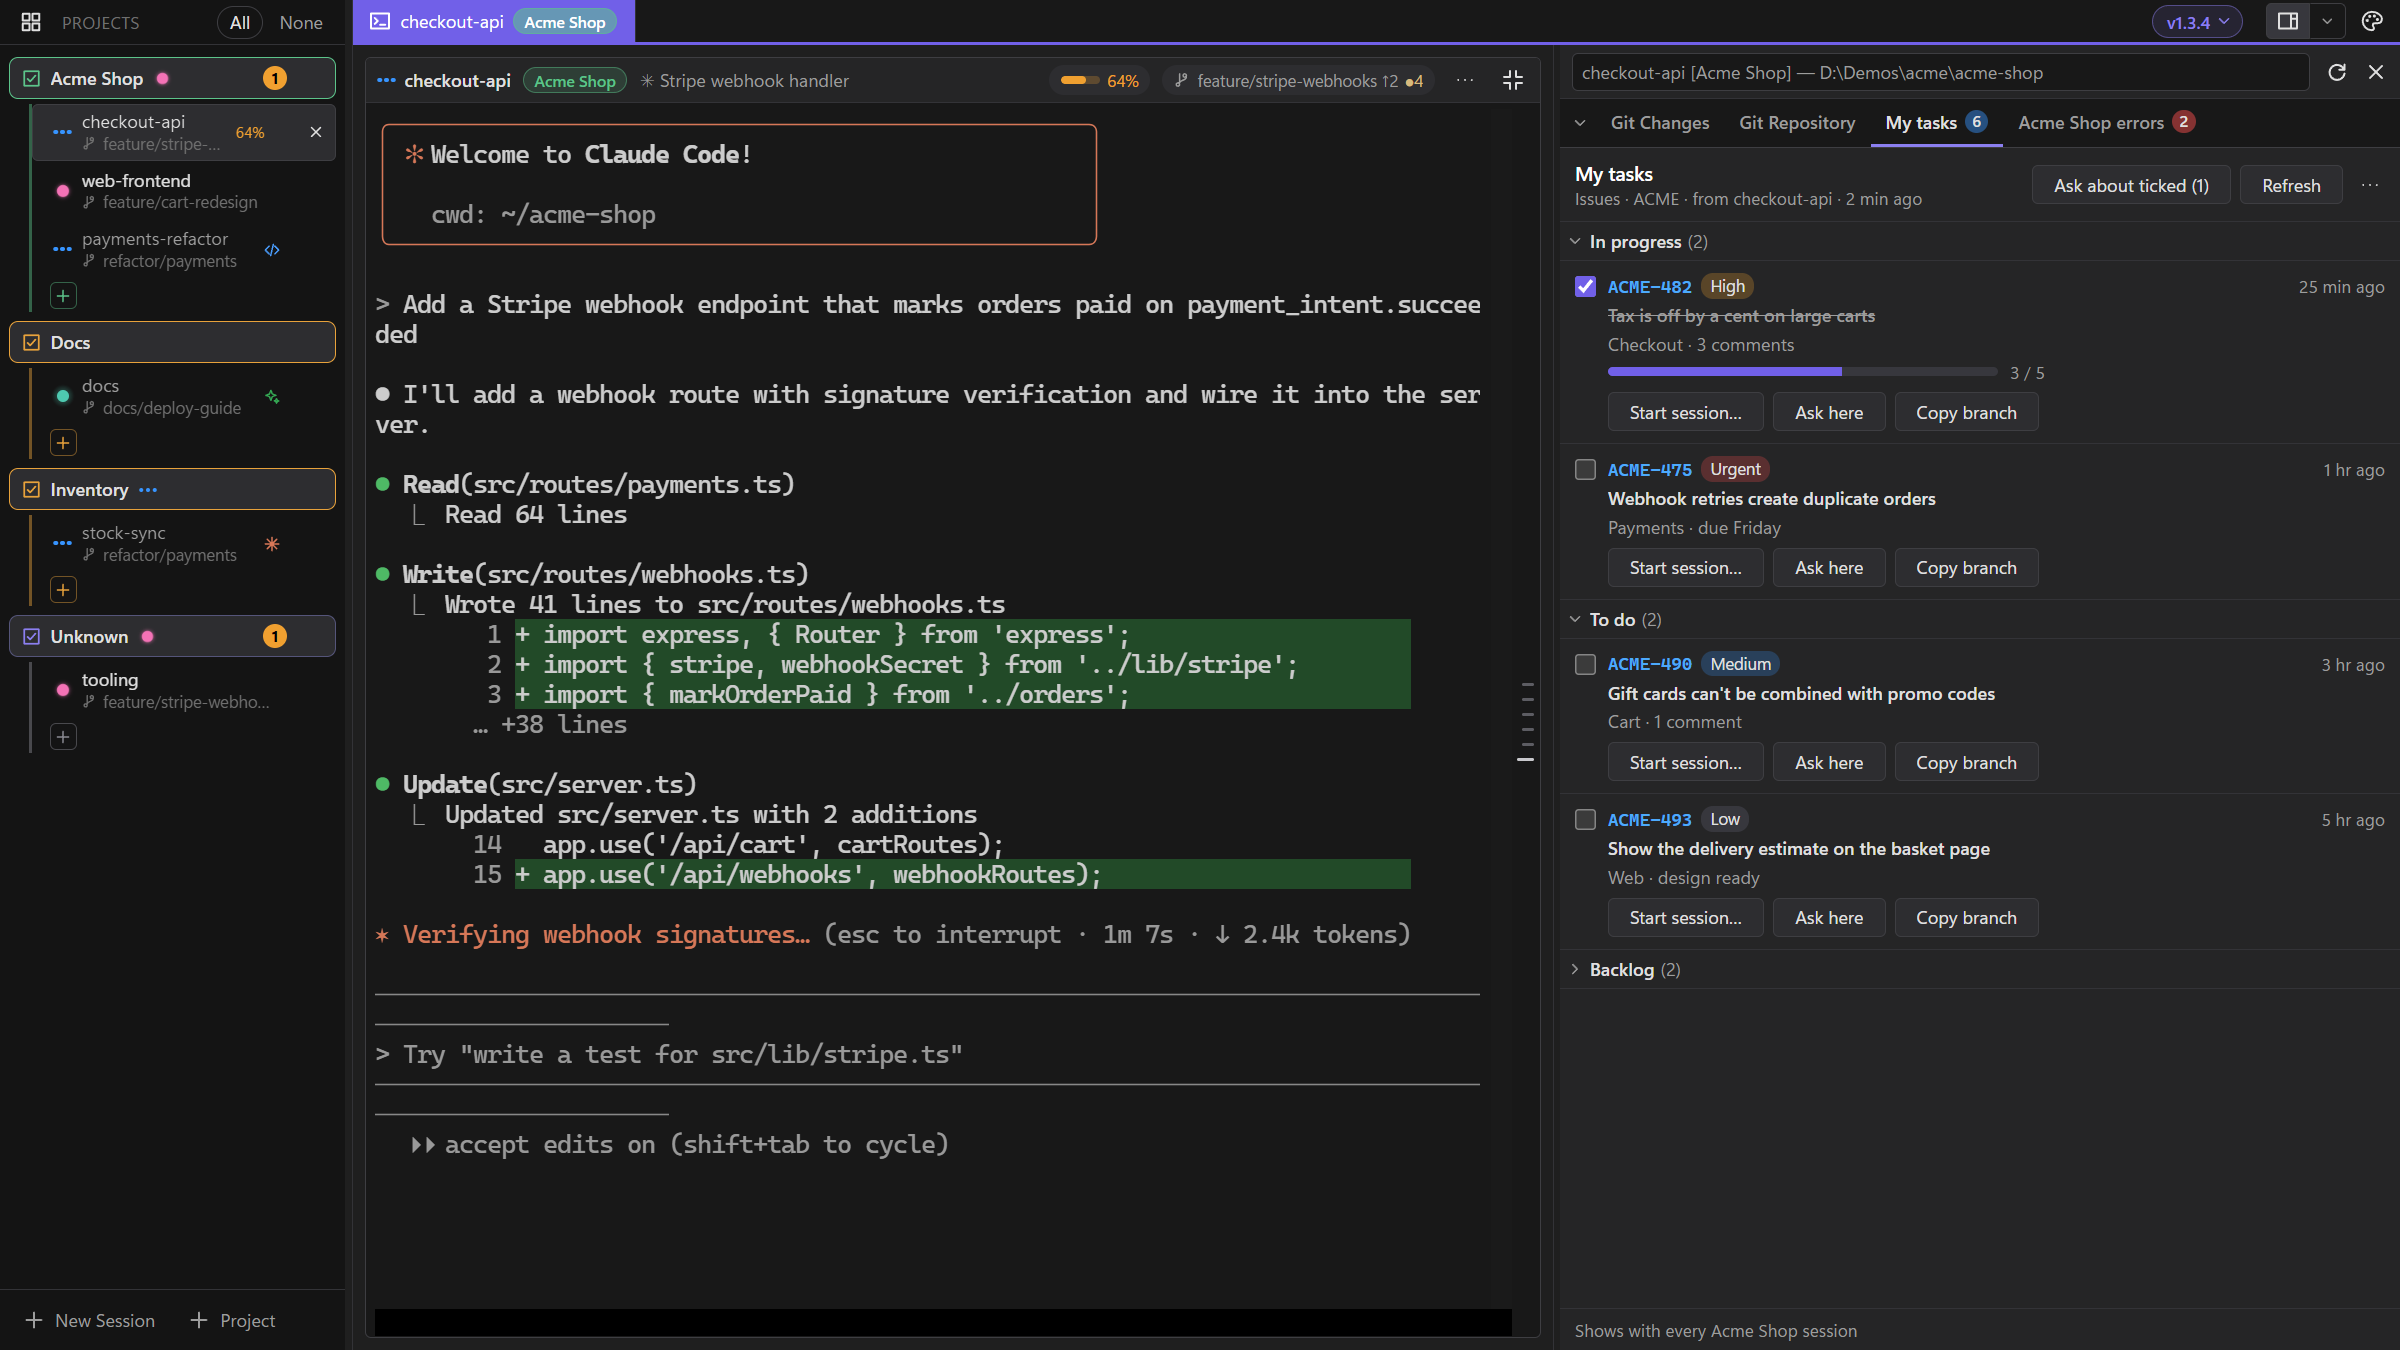 PROJECTS All None
Acme Shop 1
checkout-api 64%
feature/stripe-...
web-frontend
feature/cart-redesign
payments-refactor
refactor/payments
Docs
docs
docs/deploy-guide
Inventory
stock-sync
refactor/payments
Unknown 1
tooling
feature/stripe-webho...
New Session Project
checkout-api Acme Shop
v1.3.4
checkout-api Acme Shop Stripe webhook handler 64% feature/stripe-webhooks ↑2 ●4 ...
Welcome to Claude Code!
cwd: ~/acme-shop
> Add a Stripe webhook endpoint that marks orders paid on payment_intent.succee
ded
● I'll add a webhook route with signature verification and wire it into the ser
ver.
● Read(src/routes/payments.ts)
⎿ Read 64 lines
● Write(src/routes/webhooks.ts)
⎿ Wrote 41 lines to src/routes/webhooks.ts
1 + import express, { Router } from 'express';
2 + import { stripe, webhookSecret } from '../lib/stripe';
3 + import { markOrderPaid } from '../orders';
… +38 lines
● Update(src/server.ts)
⎿ Updated src/server.ts with 2 additions
14 app.use('/api/cart', cartRoutes);
15 + app.use('/api/webhooks', webhookRoutes);
✶ Verifying webhook signatures… (esc to interrupt · 1m 7s · ↓ 2.4k tokens)
> Try "write a test for src/lib/stripe.ts"
⏵⏵ accept edits on (shift+tab to cycle)
checkout-api [Acme Shop] — D:\Demos\acme\acme-shop
Git Changes Git Repository My tasks 6 Acme Shop errors 2
My tasks
Issues · ACME · from checkout-api · 2 min ago
Ask about ticked (1) Refresh ...
In progress (2)
ACME-482 High 25 min ago
Tax is off by a cent on large carts
Checkout · 3 comments
3 / 5
Start session... Ask here Copy branch
ACME-475 Urgent 1 hr ago
Webhook retries create duplicate orders
Payments · due Friday
Start session... Ask here Copy branch
To do (2)
ACME-490 Medium 3 hr ago
Gift cards can't be combined with promo codes
Cart · 1 comment
Start session... Ask here Copy branch
ACME-493 Low 5 hr ago
Show the delivery estimate on the basket page
Web · design ready
Start session... Ask here Copy branch
Backlog (2)
Shows with every Acme Shop session